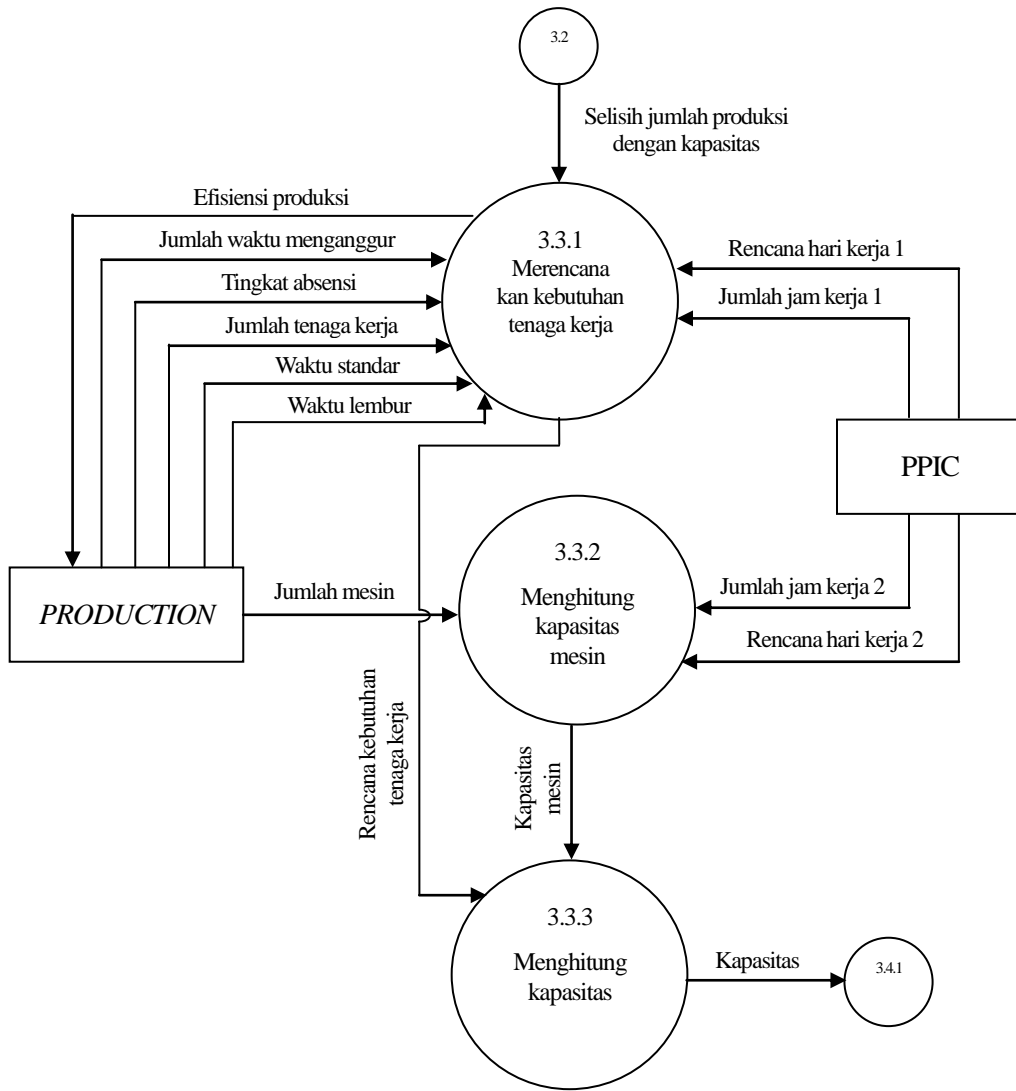 3.2
Selisih jumlah produksi
dengan kapasitas
Efisiensi produksi
Jumlah waktu menganggur
Tingkat absensi
Jumlah tenaga kerja
Waktu standar
Waktu lembur
3.3.1
Merencana
kan kebutuhan
tenaga kerja
Rencana hari kerja 1
Jumlah jam kerja 1
PPIC
PRODUCTION
Jumlah mesin
3.3.2
Menghitung
kapasitas
mesin
Jumlah jam kerja 2
Rencana hari kerja 2
Rencana kebutuhan
tenaga kerja
Kapasitas
mesin
3.3.3
Menghitung
kapasitas
Kapasitas
3.4.1